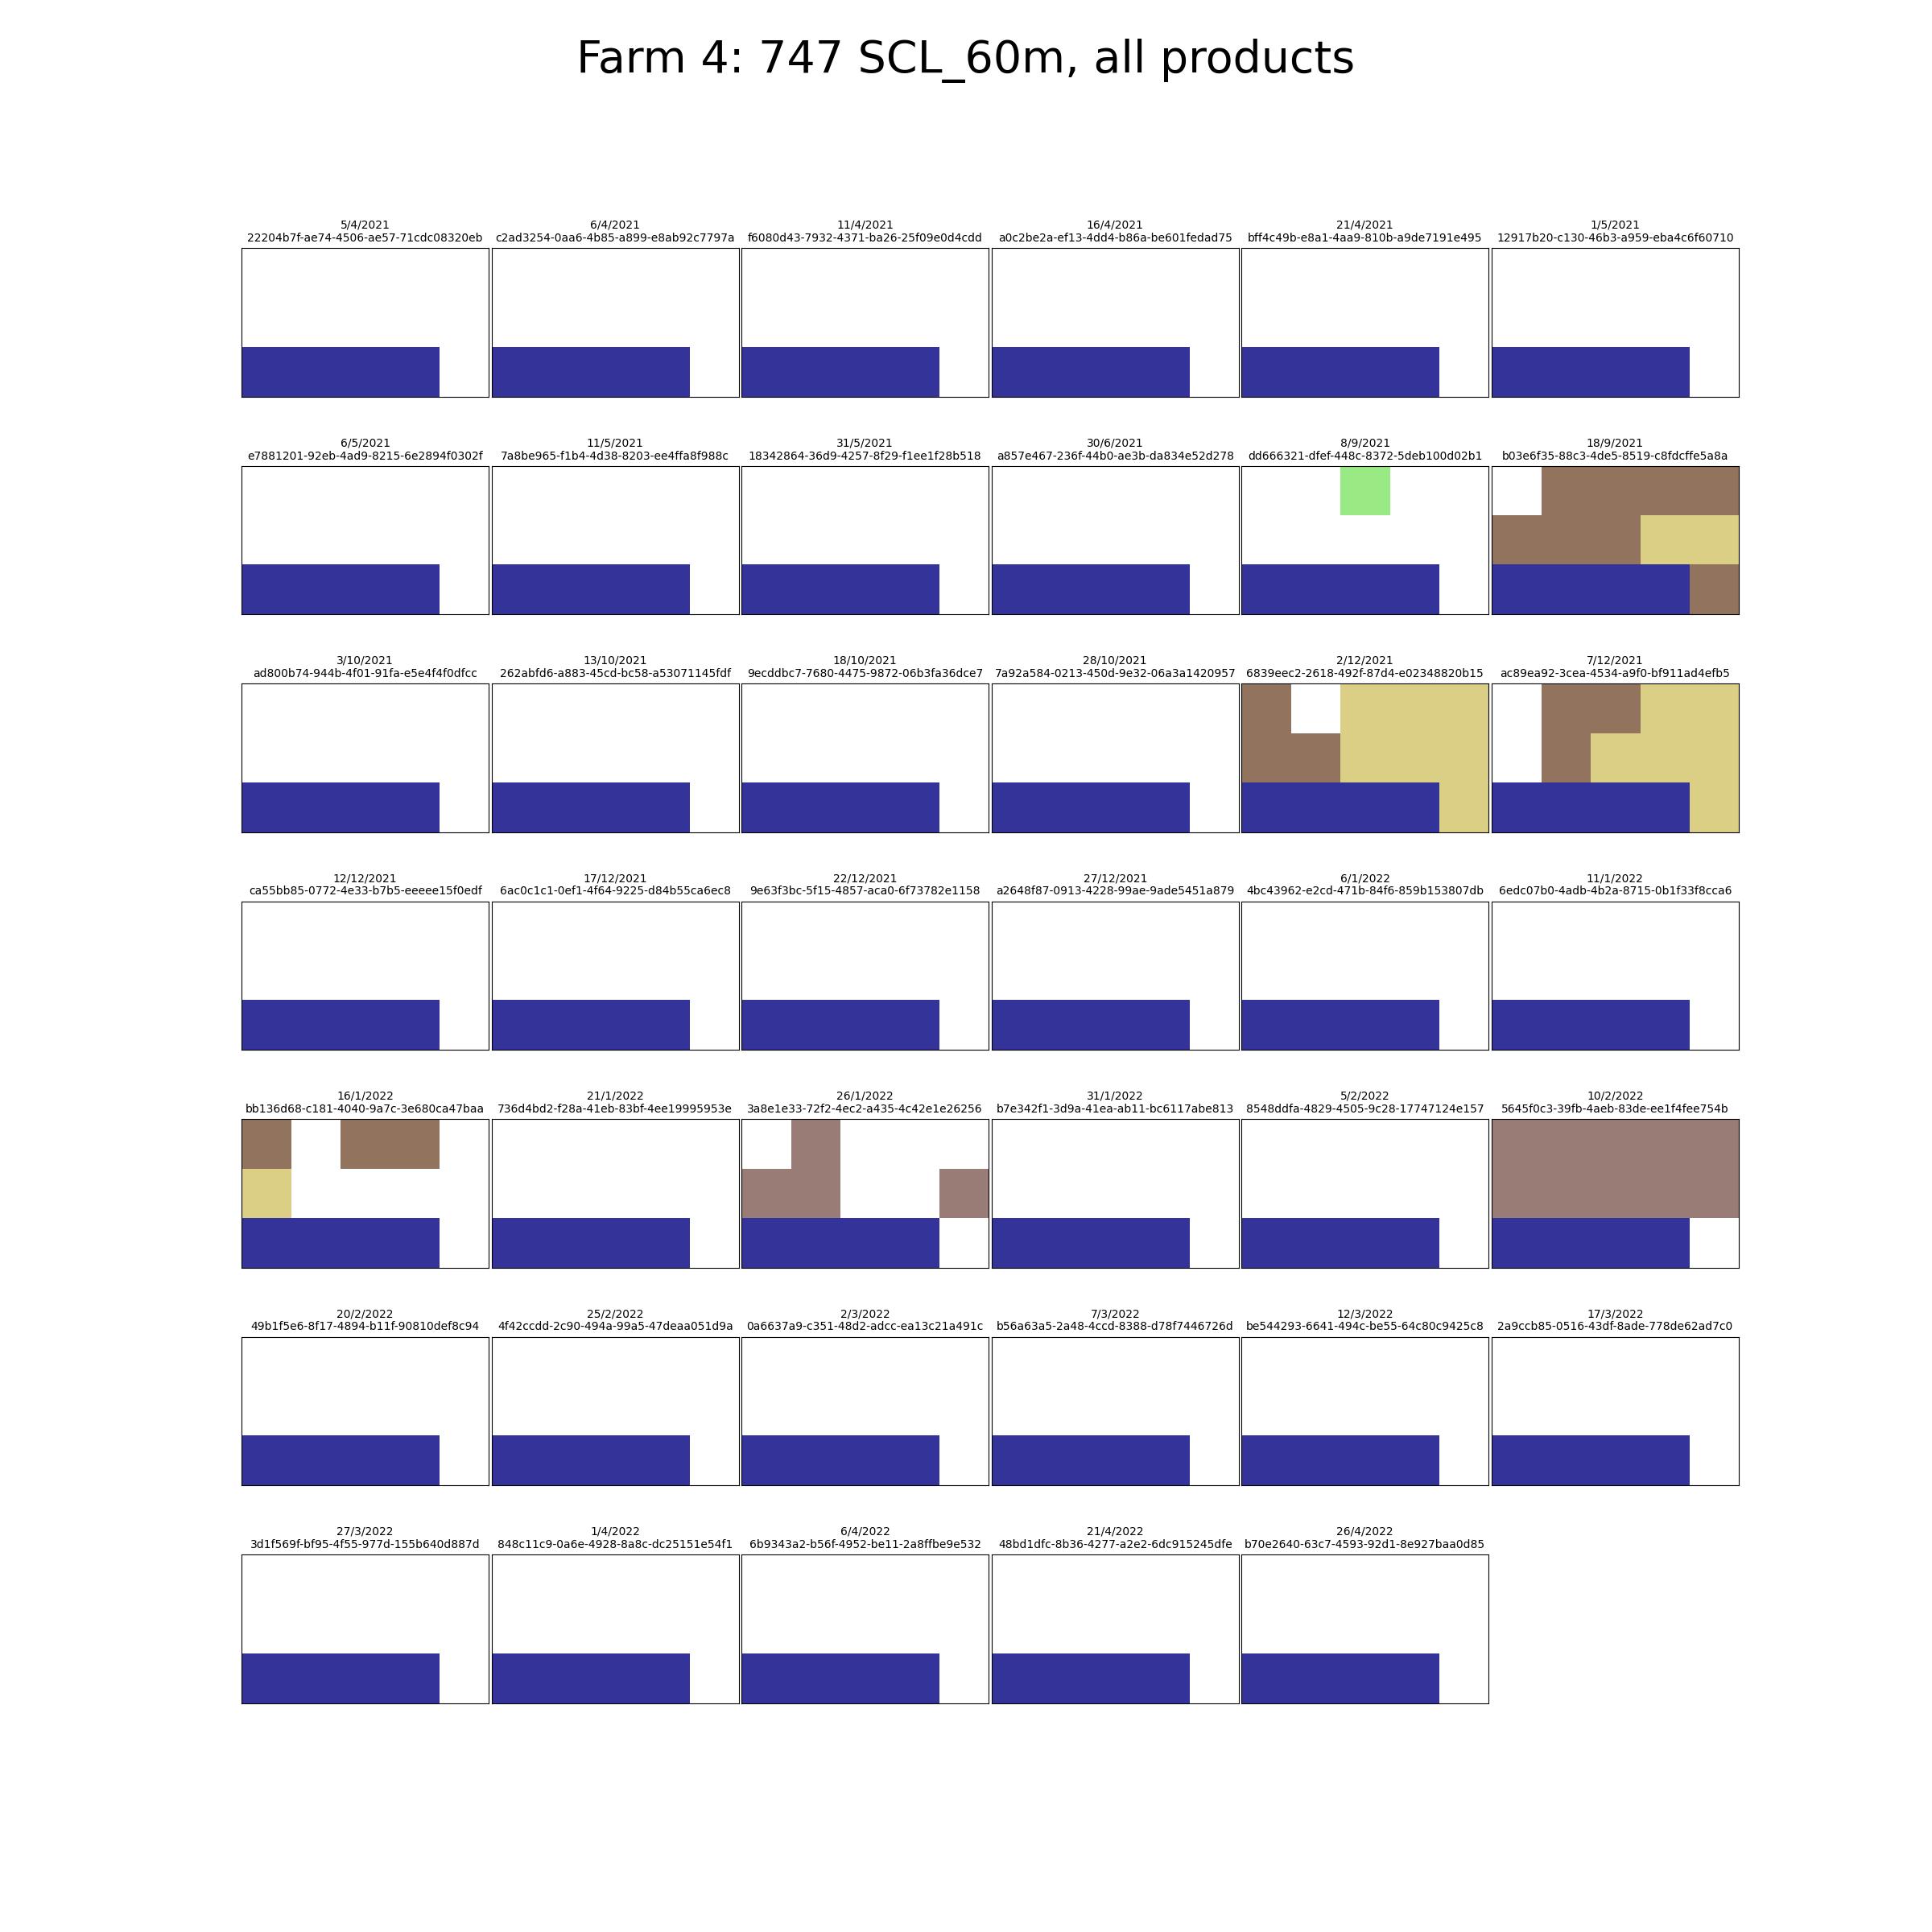 Farm 4: 747 SCL_60m, all products
5/4/2021
22204b7f-ae74-4506-ae57-71cdc08320eb
6/4/2021
c2ad3254-0aa6-4b85-a899-e8ab92c7797a
11/4/2021
f6080d43-7932-4371-ba26-25f09e0d4cdd
16/4/2021
a0c2be2a-ef13-4dd4-b86a-be601fedad75
21/4/2021
bff4c49b-e8a1-4aa9-810b-a9de7191e495
1/5/2021
12917b20-c130-46b3-a959-eba4c6f60710
6/5/2021
e7881201-92eb-4ad9-8215-6e2894f0302f
11/5/2021
7a8be965-f1b4-4d38-8203-ee4ffa8f988c
31/5/2021
18342864-36d9-4257-8f29-f1ee1f28b518
30/6/2021
a857e467-236f-44b0-ae3b-da834e52d278
8/9/2021
dd666321-dfef-448c-8372-5deb100d02b1
18/9/2021
b03e6f35-88c3-4de5-8519-c8fdcffe5a8a
3/10/2021
ad800b74-944b-4f01-91fa-e5e4f4f0dfcc
13/10/2021
262abfd6-a883-45cd-bc58-a53071145fdf
18/10/2021
9ecddbc7-7680-4475-9872-06b3fa36dce7
28/10/2021
7a92a584-0213-450d-9e32-06a3a1420957
2/12/2021
6839eec2-2618-492f-87d4-e02348820b15
7/12/2021
ac89ea92-3cea-4534-a9f0-bf911ad4efb5
12/12/2021
ca55bb85-0772-4e33-b7b5-eeeee15f0edf
17/12/2021
6ac0c1c1-0ef1-4f64-9225-d84b55ca6ec8
22/12/2021
9e63f3bc-5f15-4857-aca0-6f73782e1158
27/12/2021
a2648f87-0913-4228-99ae-9ade5451a879
6/1/2022
4bc43962-e2cd-471b-84f6-859b153807db
11/1/2022
6edc07b0-4adb-4b2a-8715-0b1f33f8cca6
16/1/2022
bb136d68-c181-4040-9a7c-3e680ca47baa
21/1/2022
736d4bd2-f28a-41eb-83bf-4ee19995953e
26/1/2022
3a8e1e33-72f2-4ec2-a435-4c42e1e26256
31/1/2022
b7e342f1-3d9a-41ea-ab11-bc6117abe813
5/2/2022
8548ddfa-4829-4505-9c28-17747124e157
10/2/2022
5645f0c3-39fb-4aeb-83de-ee1f4fee754b
20/2/2022
49b1f5e6-8f17-4894-b11f-90810def8c94
25/2/2022
4f42ccdd-2c90-494a-99a5-47deaa051d9a
2/3/2022
0a6637a9-c351-48d2-adcc-ea13c21a491c
7/3/2022
b56a63a5-2a48-4ccd-8388-d78f7446726d
12/3/2022
be544293-6641-494c-be55-64c80c9425c8
17/3/2022
2a9ccb85-0516-43df-8ade-778de62ad7c0
27/3/2022
3d1f569f-bf95-4f55-977d-155b640d887d
1/4/2022
848c11c9-0a6e-4928-8a8c-dc25151e54f1
6/4/2022
6b9343a2-b56f-4952-be11-2a8ffbe9e532
21/4/2022
48bd1dfc-8b36-4277-a2e2-6dc915245dfe
26/4/2022
b70e2640-63c7-4593-92d1-8e927baa0d85